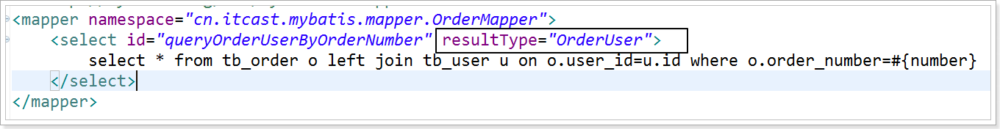 <mapper namespace="cn.itcast.mybatis.mapper.OrderMapper">
<select id="queryOrderUserByOrderNumber" resultType="OrderUser">
select * from tb_order o left join tb_user u on o.user_id=u.id where o.order_number=#{number}
</select>
</mapper>